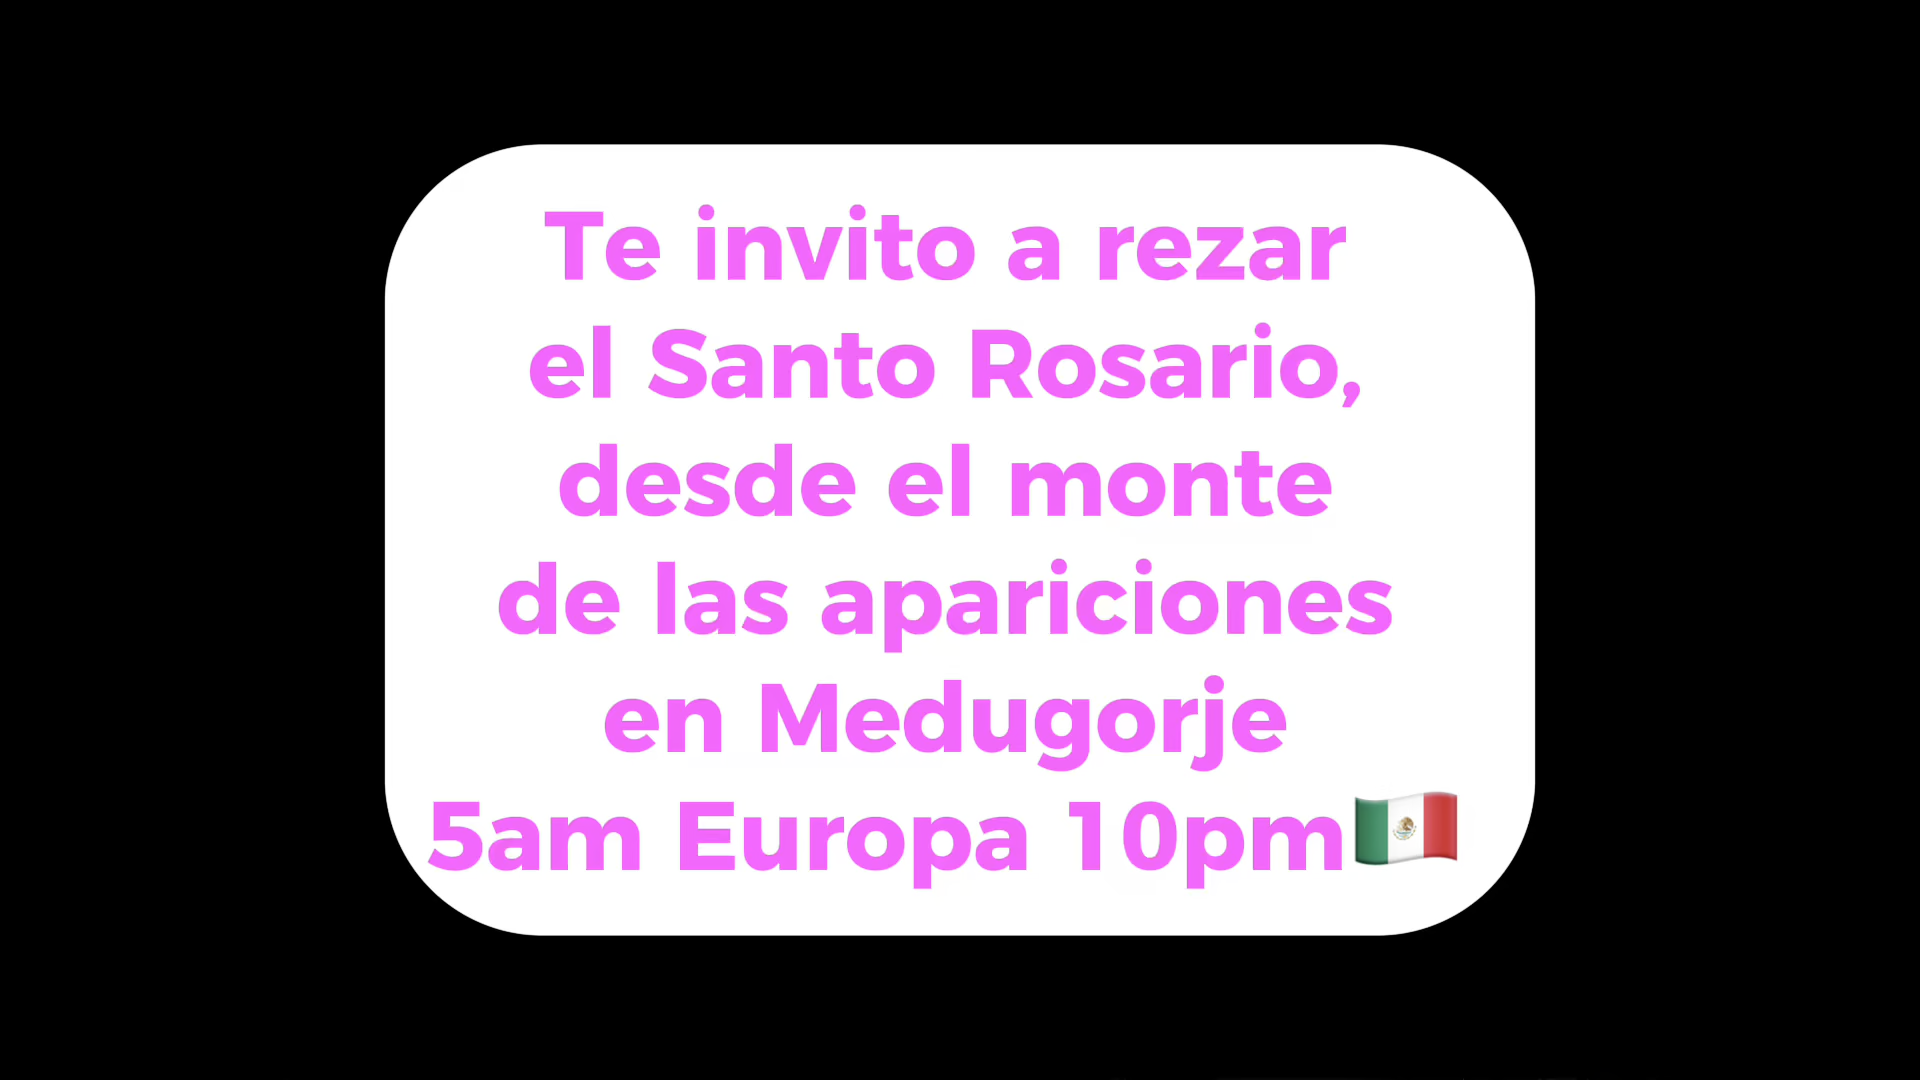 Te invito a rezar
el Santo Rosario,
desde el monte
de las apariciones
en Medugorje
5am Europa 10pm🇲🇽